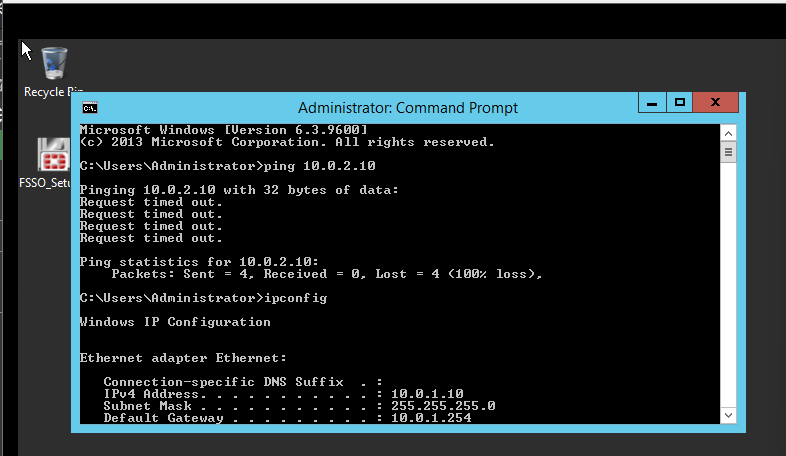 Recycle Bin
FSSO_Setu
Administrator: Command Prompt
Microsoft Windows [Version 6.3.9600]
(c) 2013 Microsoft Corporation. All rights reserved.
C:\Users\Administrator>ping 10.0.2.10
Pinging 10.0.2.10 with 32 bytes of data:
Request timed out.
Request timed out.
Request timed out.
Request timed out.
Ping statistics for 10.0.2.10:
Packets: Sent = 4, Received = 0, Lost = 4 (100% loss),
C:\Users\Administrator>ipconfig
Windows IP Configuration
Ethernet adapter Ethernet:
Connection-specific DNS Suffix . :
IPv4 Address. . . . . . . . . . . : 10.0.1.10
Subnet Mask . . . . . . . . . . . : 255.255.255.0
Default Gateway . . . . . . . . . : 10.0.1.254